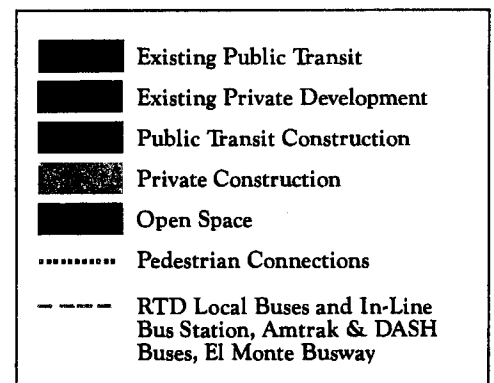 Existing Public Transit
Existing Private Development
Public Transit Construction
Private Construction
Open Space
Pedestrian Connections
RTD Local Buses and In-Line
Bus Station, Amtrak & DASH
Buses, El Monte Busway